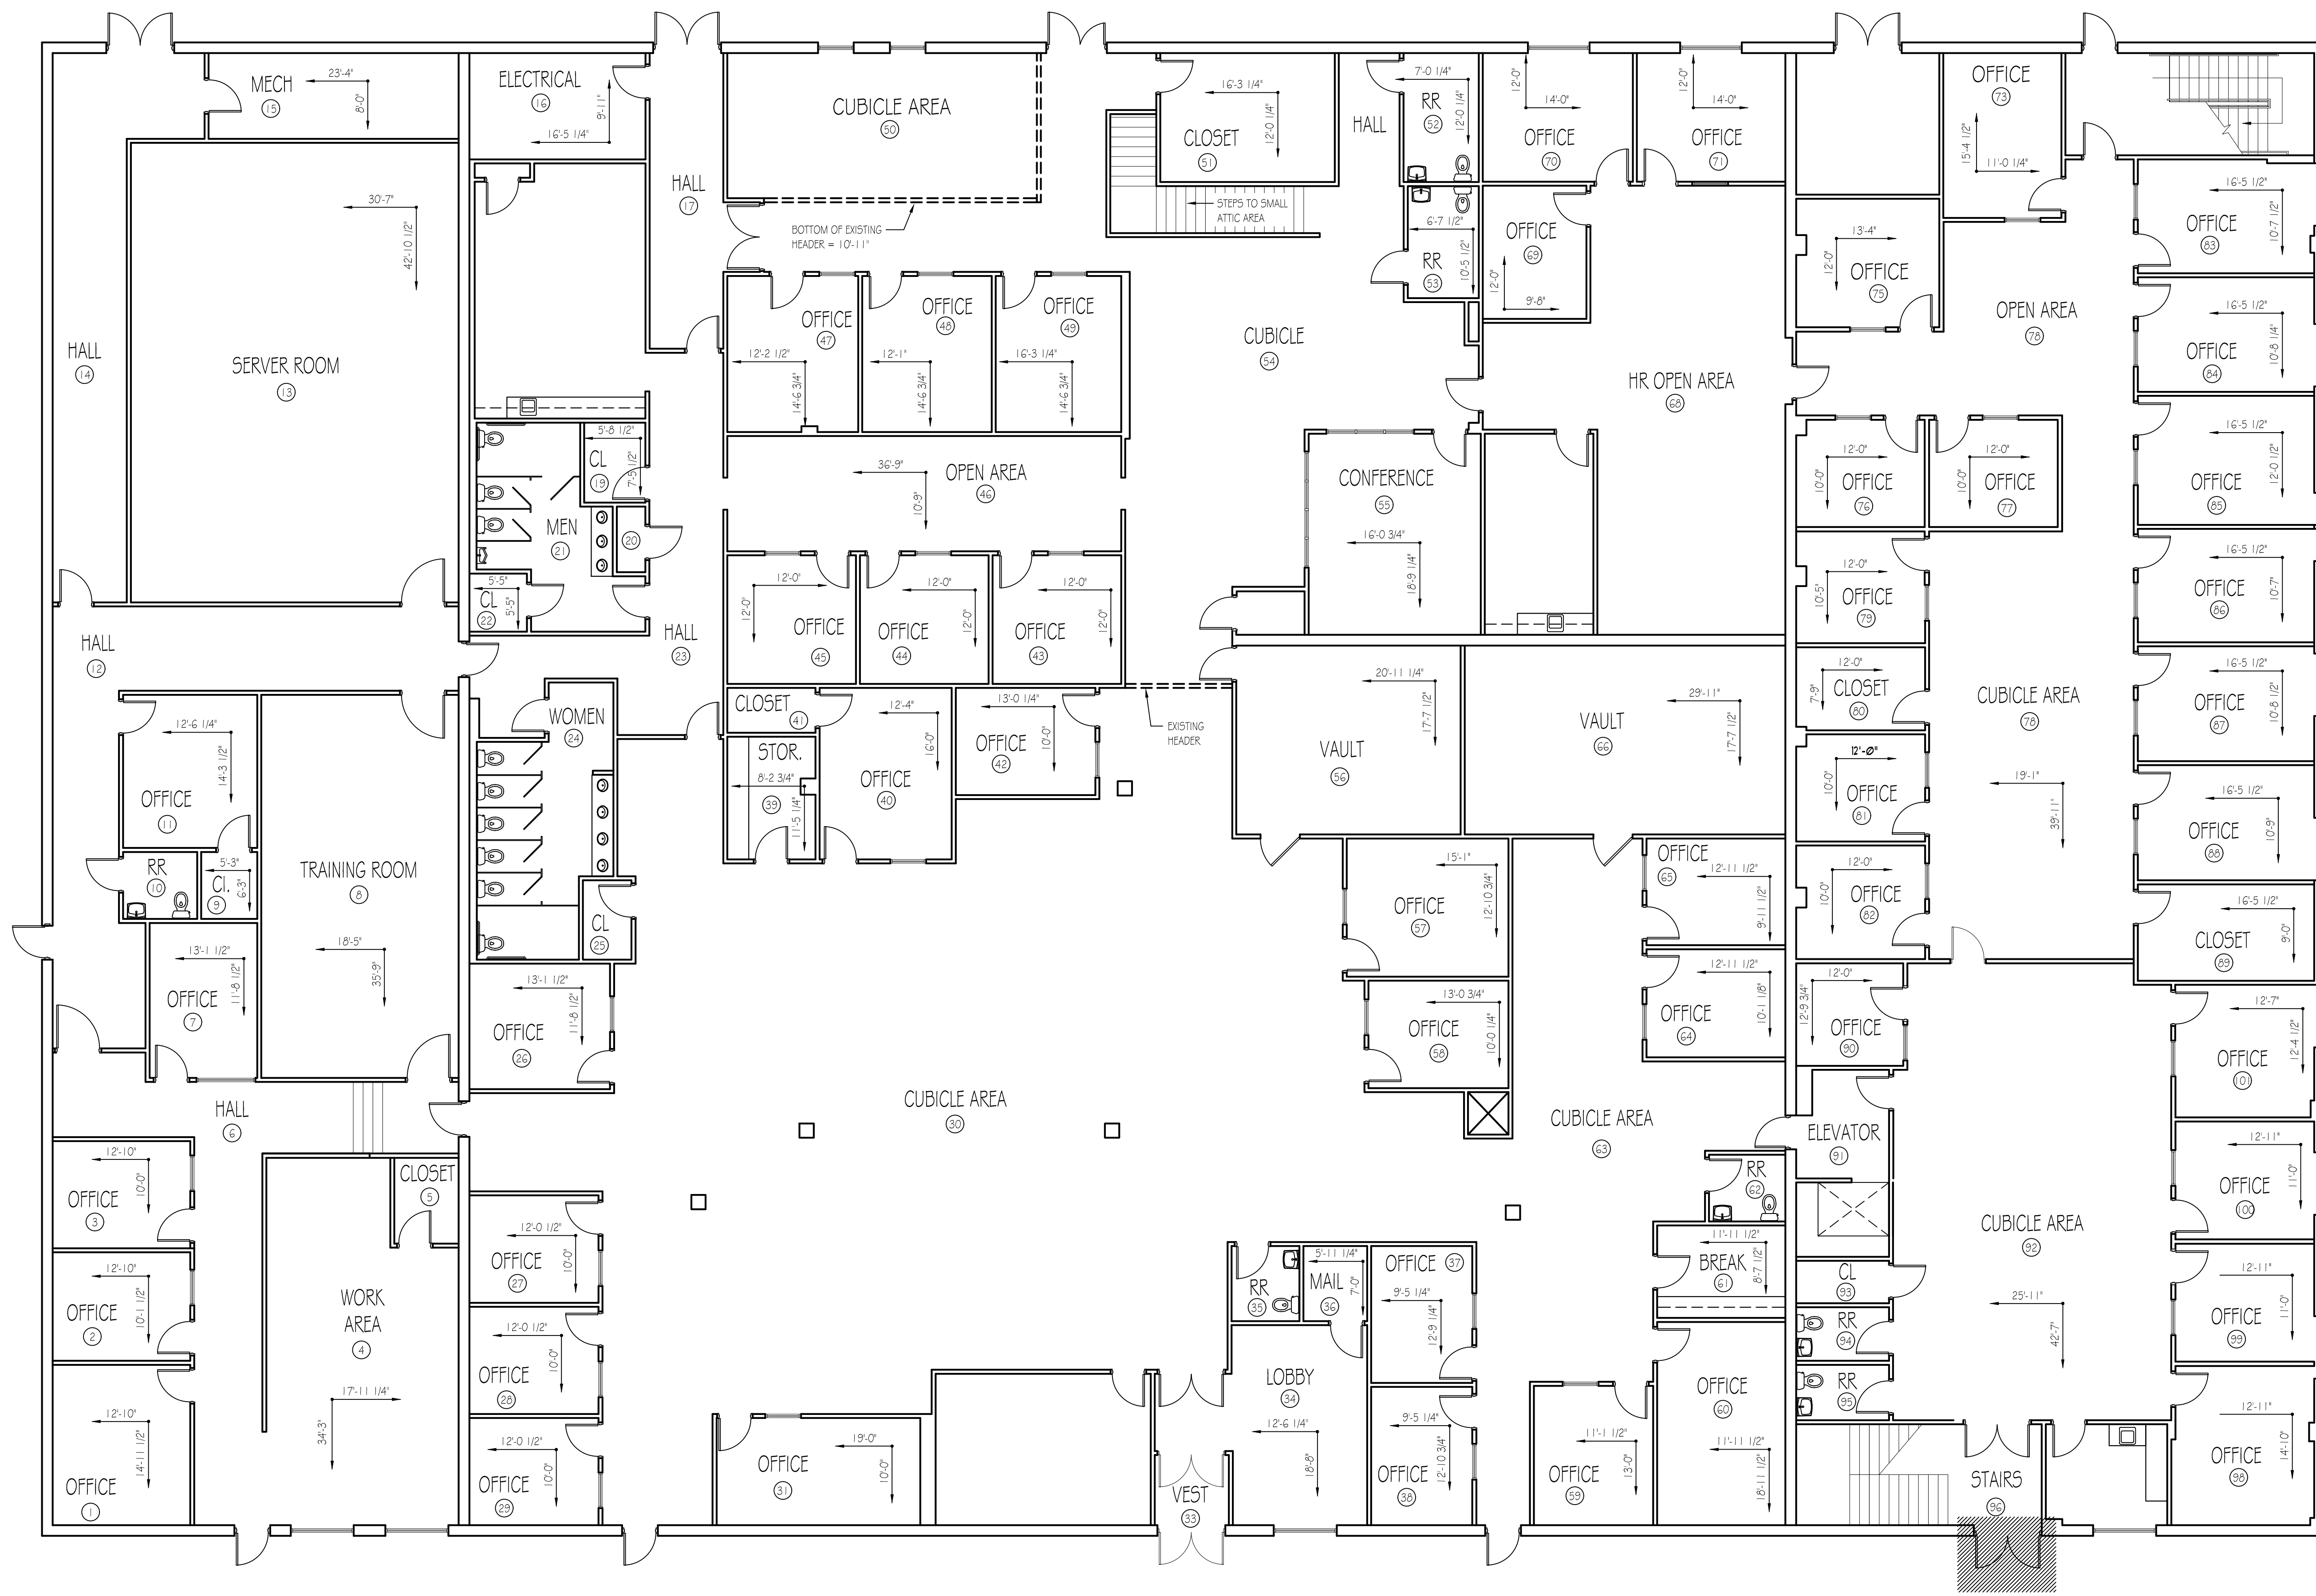 MECH
15
23'-4"
8'-0"
ELECTRICAL
16
9'-11"
16'-5 1/4"
CUBICLE AREA
50
16'-3 1/4"
12'-0 1/4"
CLOSET
51
HALL
7'-0 1/4"
RR
52
12'-0 1/4"
12'-0"
14'-0"
OFFICE
70
12'-0"
14'-0"
OFFICE
71
OFFICE
73
15'-4 1/2"
11'-0 1/4"
HALL
17
BOTTOM OF EXISTING
HEADER = 10'-11"
STEPS TO SMALL
ATTIC AREA
6'-7 1/2"
RR
53
10'-5 1/2"
OFFICE
69
12'-0"
9'-8"
13'-4"
12'-0"
OFFICE
75
16'-5 1/2"
OFFICE
83
10'-7 1/2"
30'-7"
42'-10 1/2"
HALL
14
SERVER ROOM
13
OFFICE
47
12'-2 1/2"
14'-6 3/4"
OFFICE
48
12'-1"
14'-6 3/4"
OFFICE
49
16'-3 1/4"
14'-6 3/4"
CUBICLE
54
HR OPEN AREA
68
OPEN AREA
78
16'-5 1/2"
OFFICE
84
10'-8 1/4"
5'-8 1/2"
CL
19
7'-5 1/2"
MEN
21
20
5'-5"
CL
22
5'-5"
36'-9"
OPEN AREA
46
10'-9"
CONFERENCE
55
16'-0 3/4"
18'-9 1/4"
12'-0"
10'-0"
OFFICE
76
12'-0"
10'-0"
OFFICE
77
16'-5 1/2"
OFFICE
85
12'-0 1/2"
HALL
12
HALL
23
12'-0"
12'-0"
OFFICE
45
12'-0"
OFFICE
44
12'-0"
12'-0"
OFFICE
43
12'-0"
12'-0"
10'-5"
OFFICE
79
16'-5 1/2"
OFFICE
86
10'-7"
12'-6 1/4"
14'-3 1/2"
OFFICE
11
WOMEN
24
CLOSET
41
STOR.
8'-2 3/4"
39
11'-5 1/4"
12'-4"
16'-0"
OFFICE
40
13'-0 1/4"
OFFICE
42
10'-0"
EXISTING
HEADER
20'-11 1/4"
17'-7 1/2"
VAULT
56
29'-11"
17'-7 1/2"
VAULT
66
12'-0"
7'-9"
CLOSET
80
CUBICLE AREA
78
19'-1"
39'-11"
16'-5 1/2"
OFFICE
87
10'-8 1/2"
12'-0"
10'-0"
OFFICE
81
16'-5 1/2"
OFFICE
88
10'-9"
RR
10
5'-3"
Cl.
9
6'-3"
TRAINING ROOM
8
18'-5"
35'-9"
CL
25
15'-1"
OFFICE
57
12'-10 3/4"
OFFICE
65
12'-11 1/2"
9'-11 1/2"
12'-0"
10'-0"
OFFICE
82
16'-5 1/2"
CLOSET
89
9'-0"
13'-1 1/2"
11'-8 1/2"
OFFICE
7
13'-1 1/2"
11'-8 1/2"
OFFICE
26
13'-0 3/4"
OFFICE
58
10'-0 1/4"
12'-11 1/2"
OFFICE
64
10'-11 1/8"
12'-0"
12'-9 3/4"
OFFICE
90
12'-7"
OFFICE
101
12'-4 1/2"
HALL
6
CUBICLE AREA
30
CUBICLE AREA
63
ELEVATOR
91
12'-10"
10'-0"
OFFICE
3
CLOSET
5
12'-0 1/2"
OFFICE
27
10'-0"
RR
62
12'-11"
OFFICE
100
11'-0"
CUBICLE AREA
92
25'-11"
42'-7"
12'-10"
OFFICE
2
10'-1 1/2"
WORK
AREA
4
17'-11 1/4"
34'-3"
12'-0 1/2"
OFFICE
28
10'-0"
RR
35
5'-11 1/4"
MAIL
36
7'-0"
OFFICE 37
9'-5 1/4"
12'-9 1/4"
11'-11 1/2"
BREAK
61
8'-7 1/2"
CL
93
RR
94
RR
95
12'-11"
OFFICE
99
11'-0"
12'-10"
14'-11 1/2"
OFFICE
1
12'-0 1/2"
OFFICE
29
10'-0"
19'-0"
OFFICE
31
10'-0"
LOBBY
34
12'-6 1/4"
18'-8"
VEST
33
9'-5 1/4"
OFFICE
38
12'-10 3/4"
11'-1 1/2"
OFFICE
59
13'-0"
OFFICE
60
11'-11 1/2"
18'-11 1/2"
STAIRS
96
12'-11"
OFFICE
98
14'-10"